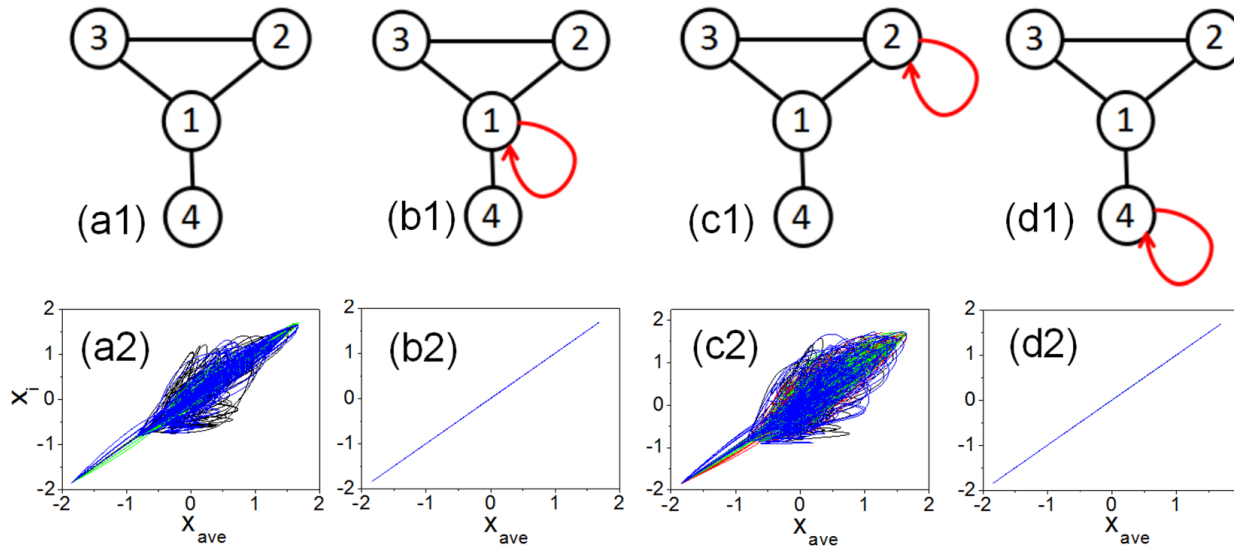 3 2 3 2 3 2 3 2
1 1 1 1
(a1) 4 (b1) 4 (c1) 4 (d1) 4
2 2 2 2
(a2) (b2) (c2) (d2)
1 1 1 1
x_i 0 0 0 0
-1 -1 -1 -1
-2 -2 -2 -2
-2 -1 0 1 2 -2 -1 0 1 2 -2 -1 0 1 2 -2 -1 0 1 2
x_ave x_ave x_ave x_ave